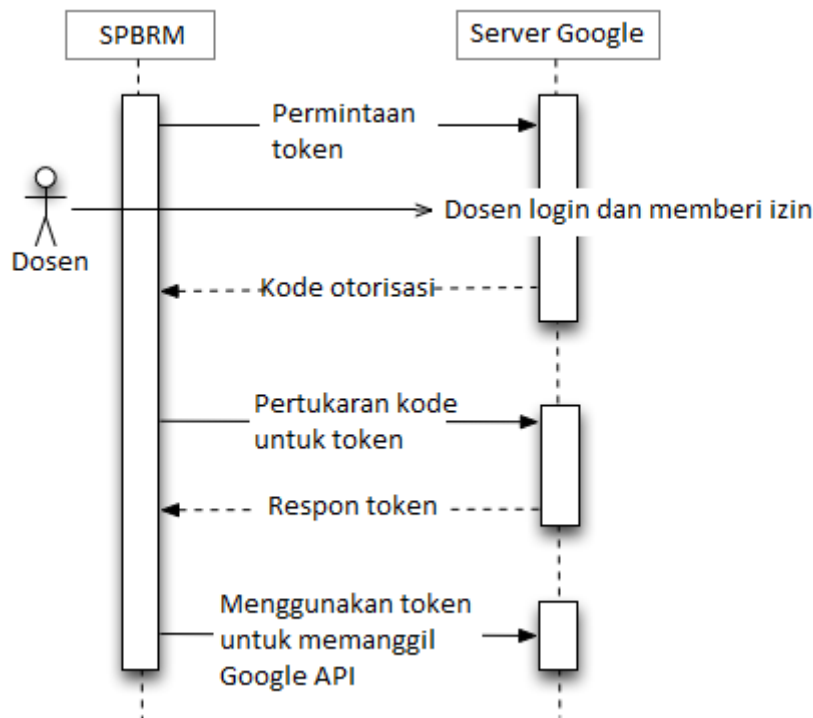 SPBRM
Server Google
Permintaan
token
Dosen login dan memberi izin
Dosen
Kode otorisasi
Pertukaran kode
untuk token
Respon token
Menggunakan token
untuk memanggil
Google API